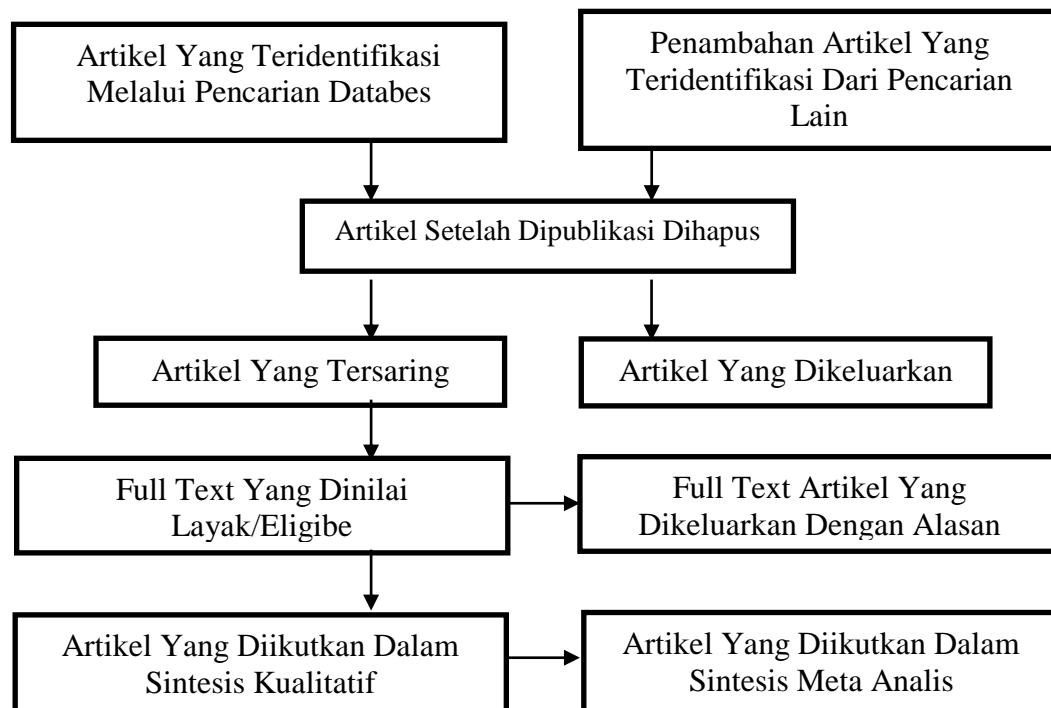 Artikel Yang Teridentifikasi
Melalui Pencarian Databes
Penambahan Artikel Yang
Teridentifikasi Dari Pencarian
Lain
Artikel Setelah Dipublikasi Dihapus
Artikel Yang Tersaring
Artikel Yang Dikeluarkan
Full Text Yang Dinilai
Layak/Eligibe
Full Text Artikel Yang
Dikeluarkan Dengan Alasan
Artikel Yang Diikutkan Dalam
Sintesis Kualitatif
Artikel Yang Diikutkan Dalam
Sintesis Meta Analis